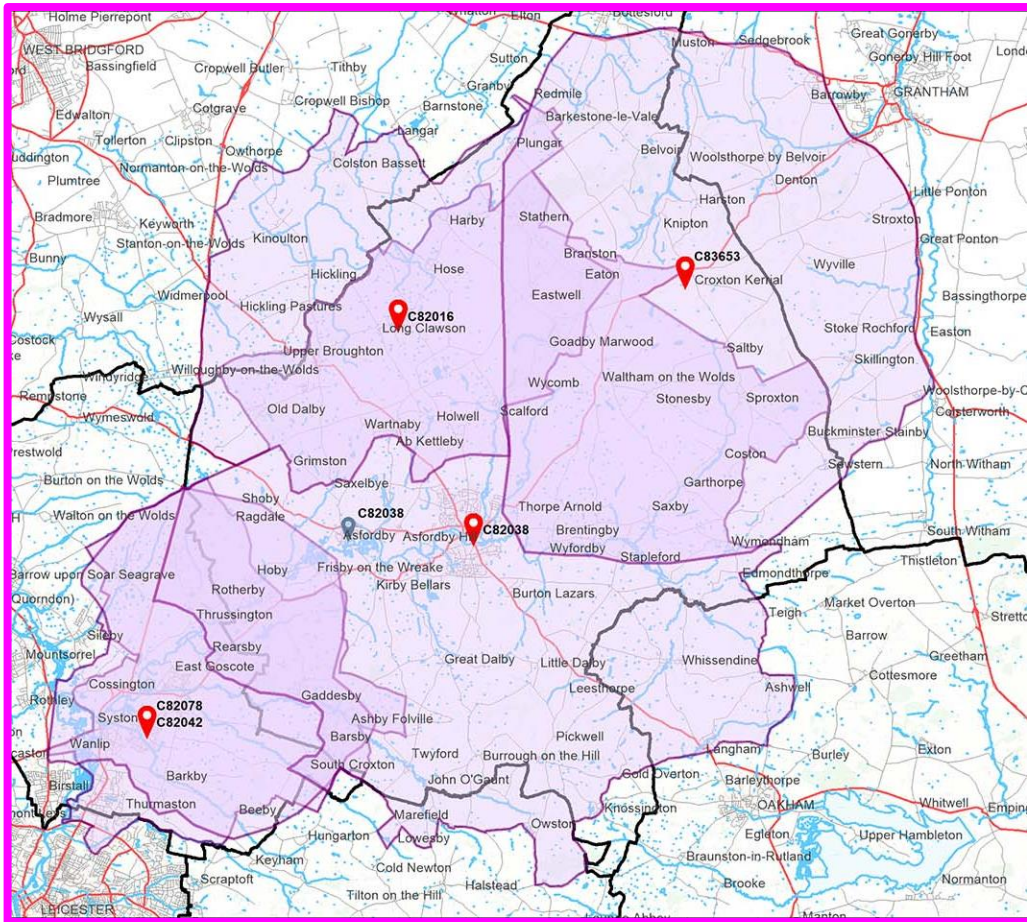 Holme Pierrepont
Elton
Bottesford
WEST BRIDGFORD
Bassingfield
Cropwell Butler
Tithby
Sutton
Muston
Sedgebrook
Great Gonerby
Gonerby Hill Foot
Granby
Redmile
Barrowby
GRANTHAM
Edwalton
Cotgrave
Cropwell Bishop
Barnstone
Barkestone-le-Vale
Tollerton
Clipston
Owthorpe
Langar
Plungar
Belvoir
Woolsthorpe by Belvoir
Normanton-on-the-Wolds
Colston Bassett
Plumtree
Denton
Little Ponton
Bradmore
Keyworth
Harby
Stathern
Harston
Stroxton
Stanton-on-the-Wolds
Kinoulton
Knipton
Great Ponton
Bunny
Hose
Branston
C83653
Wyville
Hickling
Eaton
Croxton Kerrial
Widmerpool
Hickling Pastures
Eastwell
Bassingthorpe
Wysall
C82016
Long Clawson
Stoke Rochford
Easton
Costock
Upper Broughton
Goadby Marwood
Saltby
Skillington
Willoughby-on-the-Wolds
Windyridge
Rempstone
Wycomb
Waltham on the Wolds
Stonesby
Sproxton
Wymeswold
Old Dalby
Holwell
Scalford
Colsterworth
Wartnaby
Ab Kettleby
Buckminster
Stainby
Prestwold
Grimston
Coston
Sewstern
North Witham
Burton on the Wolds
Saxelbye
Garthorpe
Shoby
Walton on the Wolds
Ragdale
C82038
Thorpe Arnold
Saxby
Asfordby
C82038
Brentingby
Wymondham
South Witham
Wyfordby
Stapleford
Thistleton
Barrow upon Soar
Seagrave
Hoby
Frisby on the Wreake
Edmondthorpe
(Quorndon)
Rotherby
Kirby Bellars
Burton Lazars
Teigh
Market Overton
Thrussington
Sileby
Barrow
Mountsorrel
Rearsby
Great Dalby
Little Dalby
Whissendine
Greetham
East Goscote
Cottesmore
Cossington
Leesthorpe
Ashwell
Rothley
Gaddesby
C82078
Syston
C82042
Ashby Folville
Pickwell
Wanlip
Barsby
Twyford
Burrough on the Hill
Langham
Burley
Exton
Barkby
South Croxton
John O'Gaunt
Cold Overton
Birstall
Barleythorpe
Thurmaston
Beeby
Marefield
Knossington
OAKHAM
Whitwell
Owston
Hungarton
Lowesby
Egleton
Upper Hambleton
Keyham
Cold Newton
Braunston-in-Rutland
Scraptoft
Halstead
Normanton
Tilton on the Hill
Brooke
LEICESTER
Manton